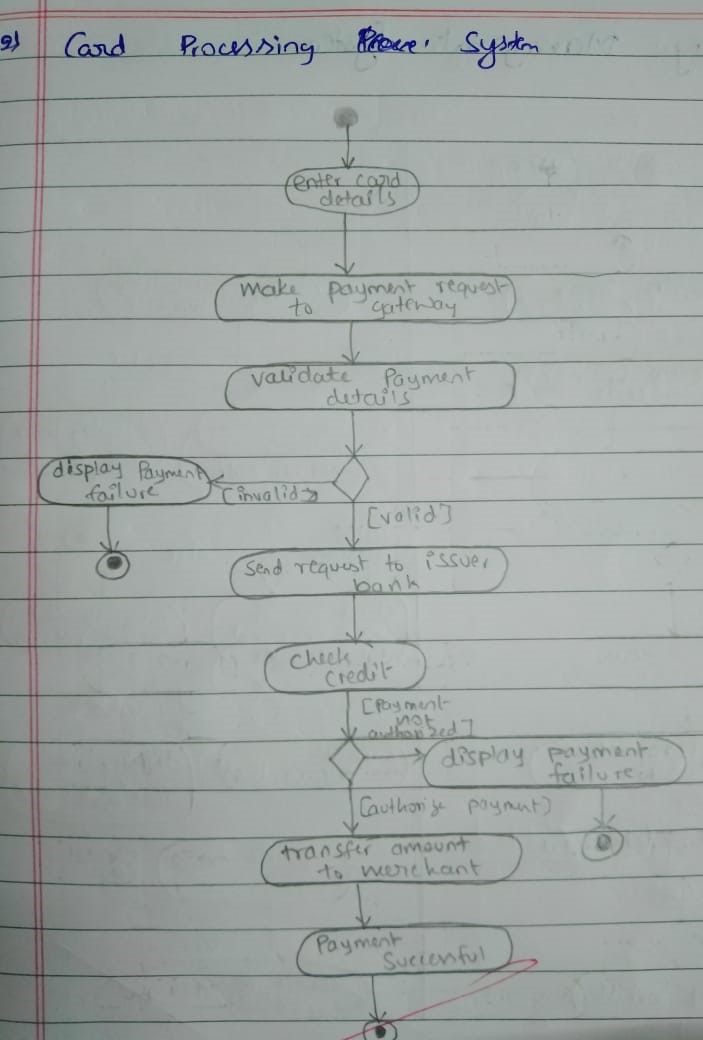 2) Card Processing System
enter card
details
make payment request
to gateway
validate Payment
details
display Payment
failure
[invalid]
[valid]
send request to issuer
bank
check
credit
[Payment
not
authorized]
display payment
failure
[authorize payment]
transfer amount
to merchant
Payment
Successful